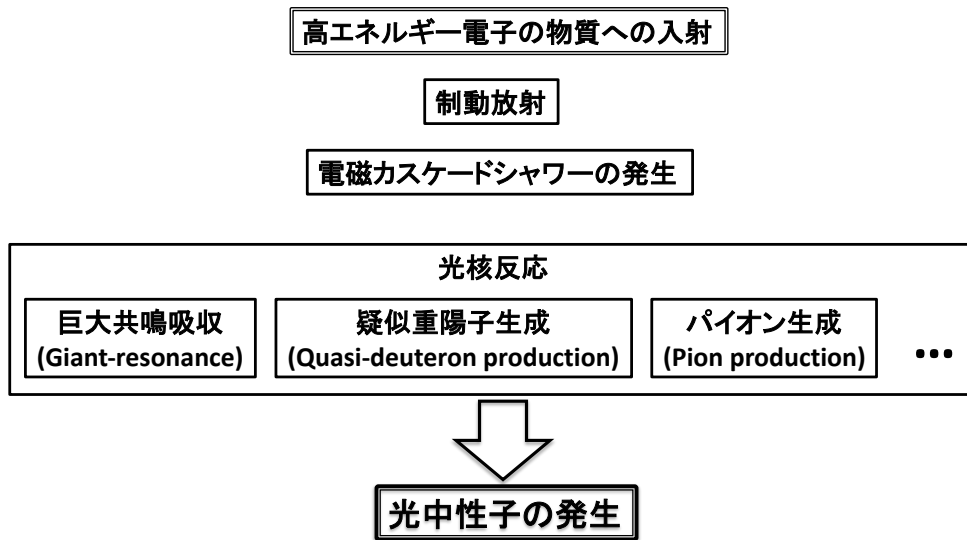 高エネルギー電子の物質への入射
制動放射
電磁カスケードシャワーの発生
光核反応
巨大共鳴吸収
(Giant-resonance)
疑似重陽子生成
(Quasi-deuteron production)
パイオン生成
(Pion production)
…
光中性子の発生